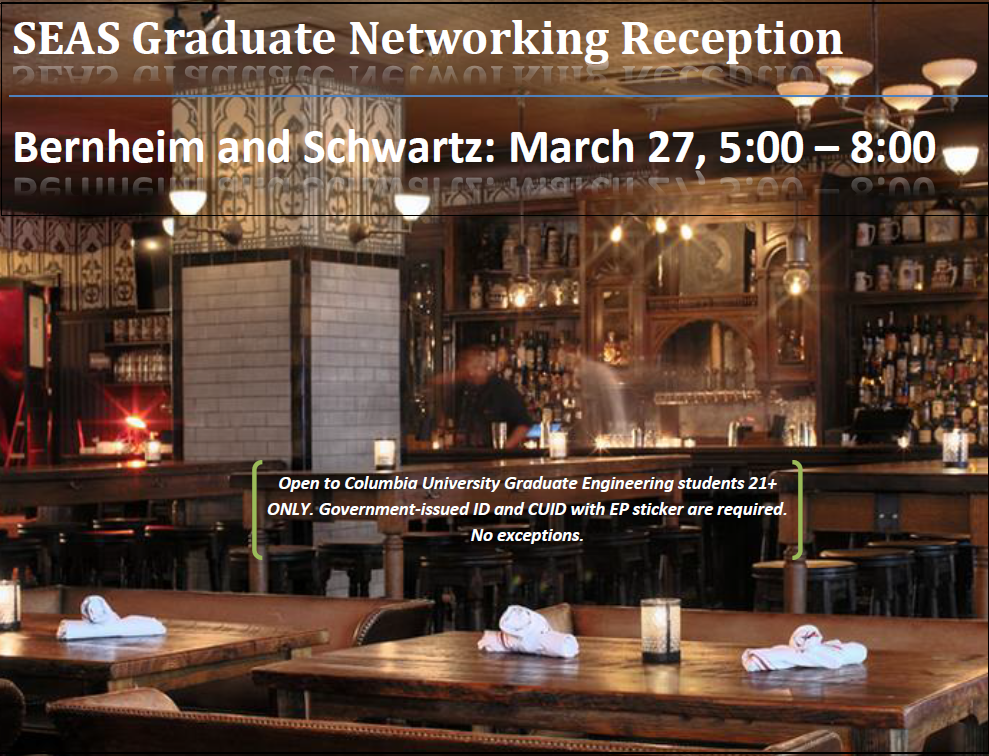 SEAS Graduate Networking Reception
Bernheim and Schwartz: March 27, 5:00 – 8:00
Open to Columbia University Graduate Engineering students 21+
ONLY. Government-issued ID and CUID with EP sticker are required.
No exceptions.